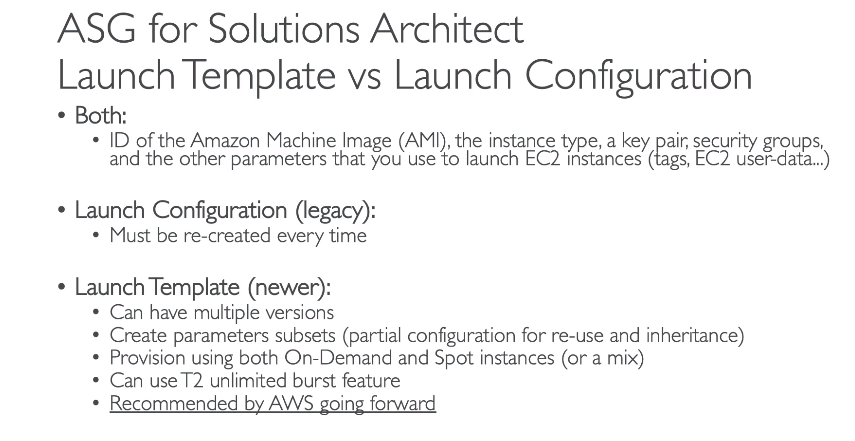 ASG for Solutions Architect
Launch Template vs Launch Configuration
• Both:
• ID of the Amazon Machine Image (AMI), the instance type, a key pair, security groups,
and the other parameters that you use to launch EC2 instances (tags, EC2 user-data...)
• Launch Configuration (legacy):
• Must be re-created every time
• Launch Template (newer):
• Can have multiple versions
• Create parameters subsets (partial configuration for re-use and inheritance)
• Provision using both On-Demand and Spot instances (or a mix)
• Can use T2 unlimited burst feature
• Recommended by AWS going forward